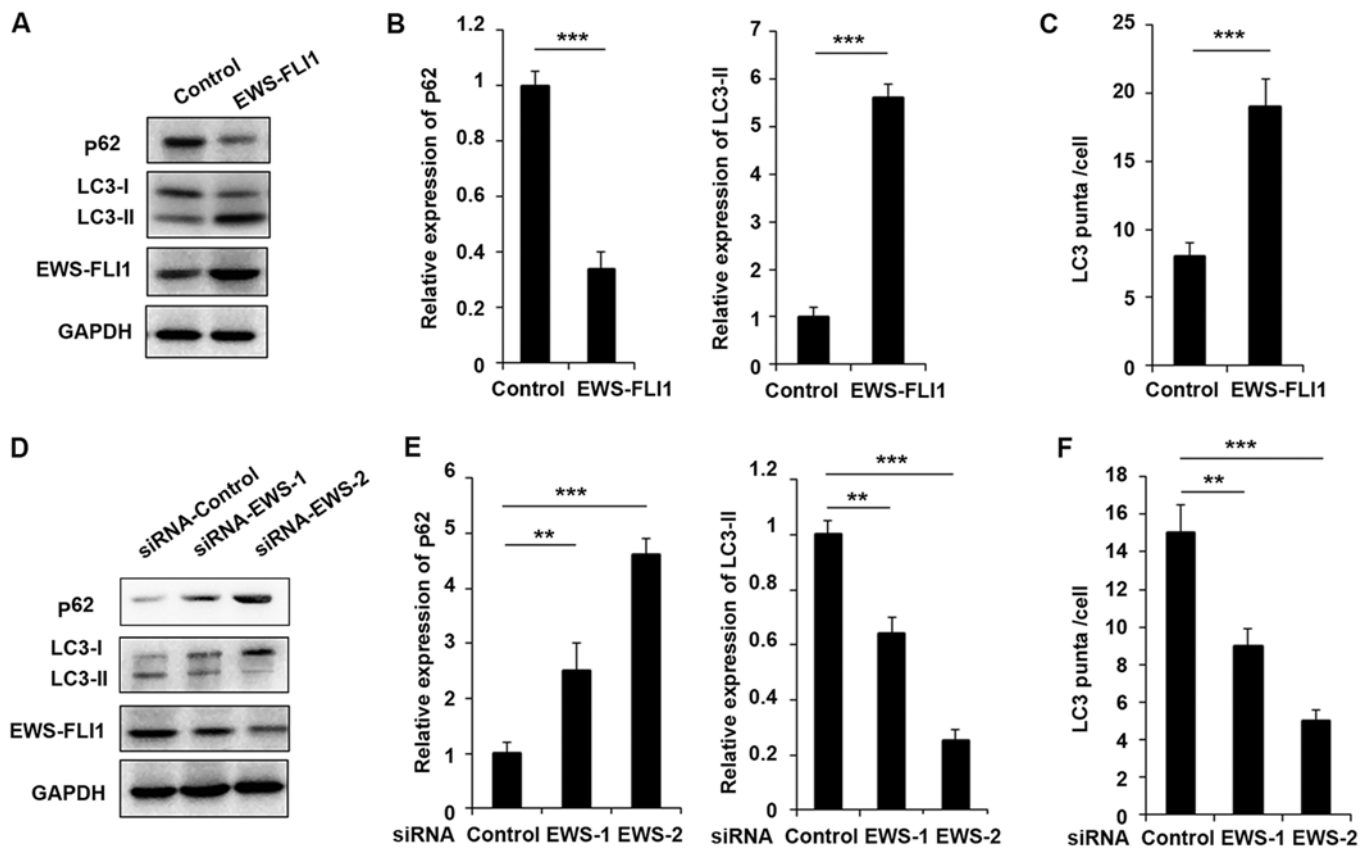 A
Control
EWS-FLI1
p62
LC3-I
LC3-II
EWS-FLI1
GAPDH
B
Relative expression of p62
1.2
1
0.8
0.6
0.4
0.2
0
***
Control EWS-FLI1
Relative expression of LC3-II
7
6
5
4
3
2
1
0
***
Control EWS-FLI1
C
LC3 punta /cell
25
20
15
10
5
0
***
Control EWS-FLI1
D
siRNA-Control
siRNA-EWS-1
siRNA-EWS-2
p62
LC3-I
LC3-II
EWS-FLI1
GAPDH
E
Relative expression of p62
6
5
4
3
2
1
0
***
**
siRNA Control EWS-1 EWS-2
Relative expression of LC3-II
1.2
1
0.8
0.6
0.4
0.2
0
***
**
siRNA Control EWS-1 EWS-2
F
LC3 punta /cell
18
16
14
12
10
8
6
4
2
0
***
**
siRNA Control EWS-1 EWS-2